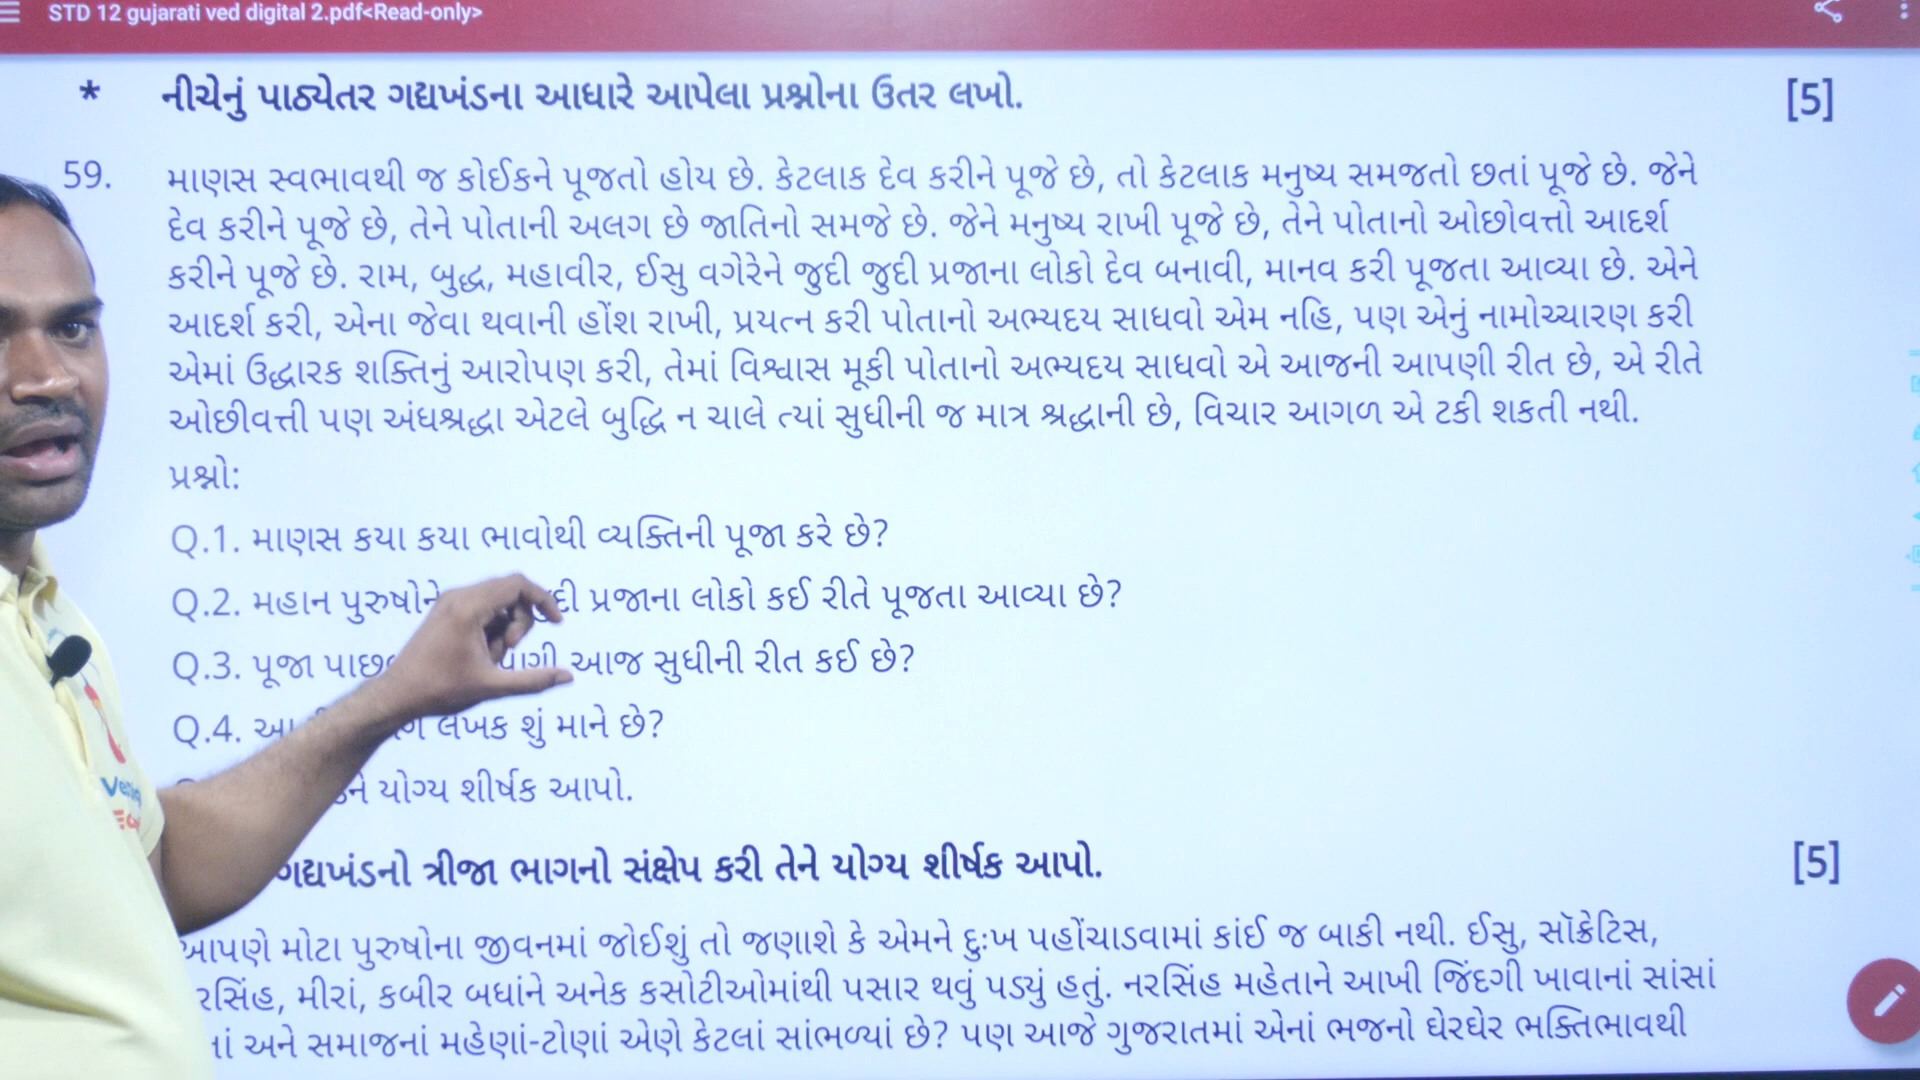 STD 12 gujarati ved digital 2.pdf<Read-only>
* નીચેનું પાઠ્યેતર ગદ્યખંડના આધારે આપેલા પ્રશ્નોના ઉતર લખો. [5]
59. માણસ સ્વભાવથી જ કોઈકને પૂજતો હોય છે. કેટલાક દેવ કરીને પૂજે છે, તો કેટલાક મનુષ્ય સમજતો છતાં પૂજે છે. જેને
દેવ કરીને પૂજે છે, તેને પોતાની અલગ છે જાતિનો સમજે છે. જેને મનુષ્ય રાખી પૂજે છે, તેને પોતાનો ઓછોવત્તો આદર્શ
કરીને પૂજે છે. રામ, બુદ્ધ, મહાવીર, ઈસુ વગેરેને જુદી જુદી પ્રજાના લોકો દેવ બનાવી, માનવ કરી પૂજતા આવ્યા છે. એને
આદર્શ કરી, એના જેવા થવાની હોંશ રાખી, પ્રયત્ન કરી પોતાનો અભ્યદય સાધવો એમ નહિ, પણ એનું નામોચ્ચારણ કરી
એમાં ઉદ્ધારક શક્તિનું આરોપણ કરી, તેમાં વિશ્વાસ મૂકી પોતાનો અભ્યદય સાધવો એ આજની આપણી રીત છે, એ રીતે
ઓછીવત્તી પણ અંધશ્રદ્ધા એટલે બુદ્ધિ ન ચાલે ત્યાં સુધીની જ માત્ર શ્રદ્ધાની છે, વિચાર આગળ એ ટકી શકતી નથી.
પ્રશ્નો:
Q.1. માણસ કયા કયા ભાવોથી વ્યક્તિની પૂજા કરે છે?
Q.2. મહાન પુરુષોને પ્રજાના લોકો કઈ રીતે પૂજતા આવ્યા છે?
Q.3. પૂજા આજ સુધીની રીત કઈ છે?
Q.4. લેખક શું માને છે?
યોગ્ય શીર્ષક આપો.
ગદ્યખંડનો ત્રીજા ભાગનો સંક્ષેપ કરી તેને યોગ્ય શીર્ષક આપો. [5]
આપણે મોટા પુરુષોના જીવનમાં જોઈશું તો જણાશે કે એમને દુઃખ પહોંચાડવામાં કાંઈ જ બાકી નથી. ઈસુ, સૉક્રેટિસ,
મીરાં, કબીર બધાંને અનેક કસોટીઓમાંથી પસાર થવું પડ્યું હતું. નરસિંહ મહેતાને આખી જિંદગી ખાવાનાં સાંસાં
અને સમાજનાં મહેણાં-ટોણાં એણે કેટલાં સાંભળ્યાં છે? પણ આજે ગુજરાતમાં એનાં ભજનો ઘેરઘેર ભક્તિભાવથી